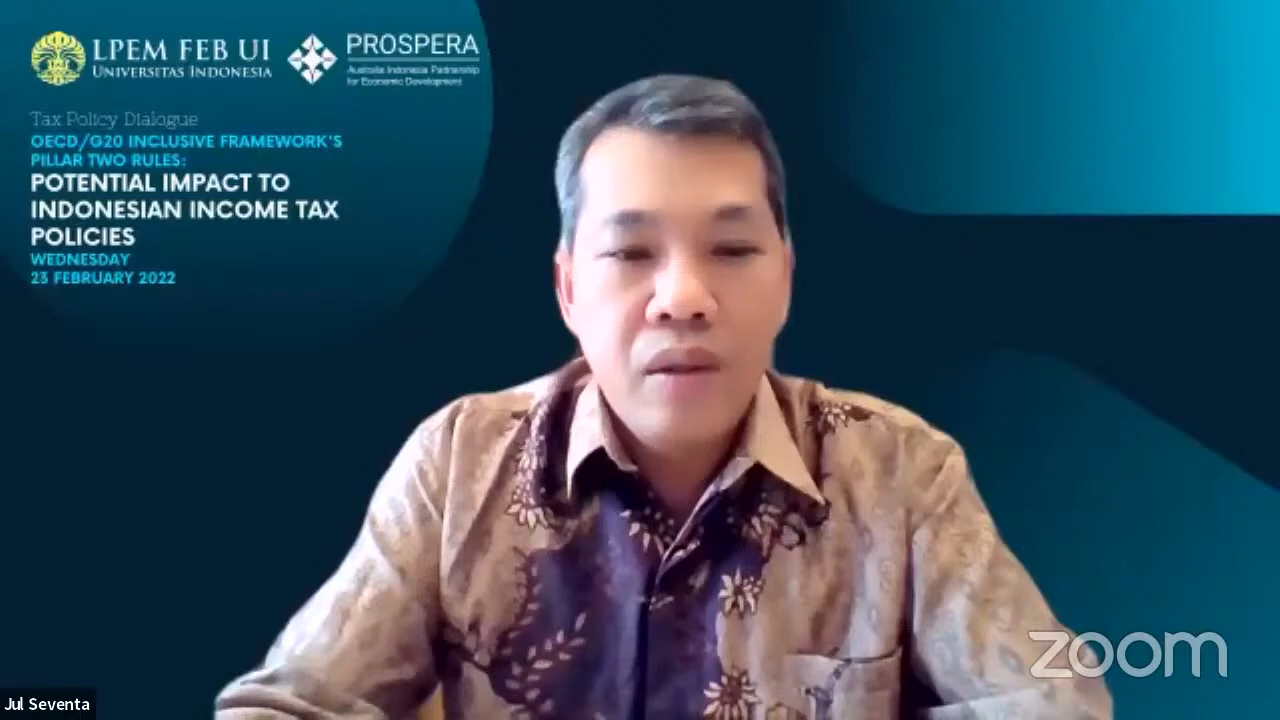 LPEM FEB UI
UNIVERSITAS INDONESIA
PROSPERA
Australia Indonesia Partnership
for Economic Development
Tax Policy Dialogue
OECD/G20 INCLUSIVE FRAMEWORK'S
PILLAR TWO RULES:
POTENTIAL IMPACT TO
INDONESIAN INCOME TAX
POLICIES
WEDNESDAY
23 FEBRUARY 2022
zoom
Jul Seventa